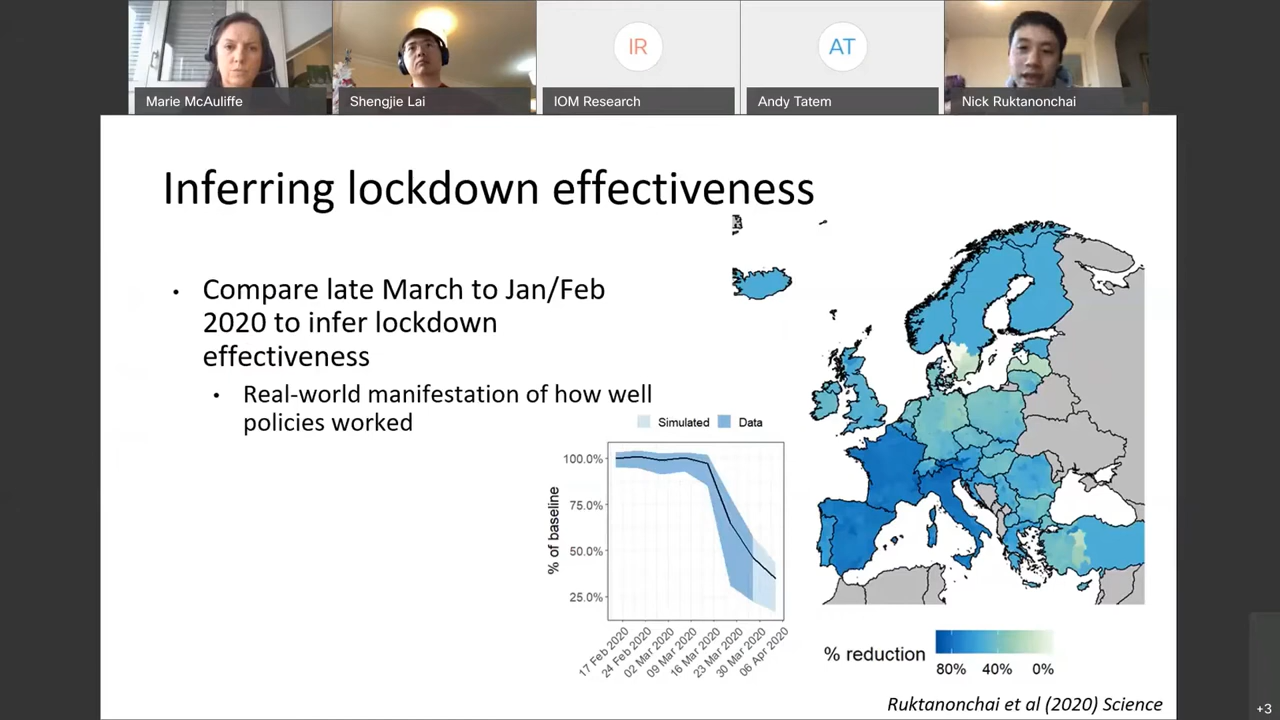 IR
AT
Marie McAuliffe
Shengjie Lai
IOM Research
Andy Tatem
Nick Ruktanonchai
Inferring lockdown effectiveness
• Compare late March to Jan/Feb
2020 to infer lockdown
effectiveness
• Real-world manifestation of how well
policies worked
Simulated Data
% of baseline
100.0%
75.0%
50.0%
25.0%
17 Feb 2020
24 Feb 2020
02 Mar 2020
09 Mar 2020
16 Mar 2020
23 Mar 2020
30 Mar 2020
06 Apr 2020
% reduction
80% 40% 0%
Ruktanonchai et al (2020) Science
+3